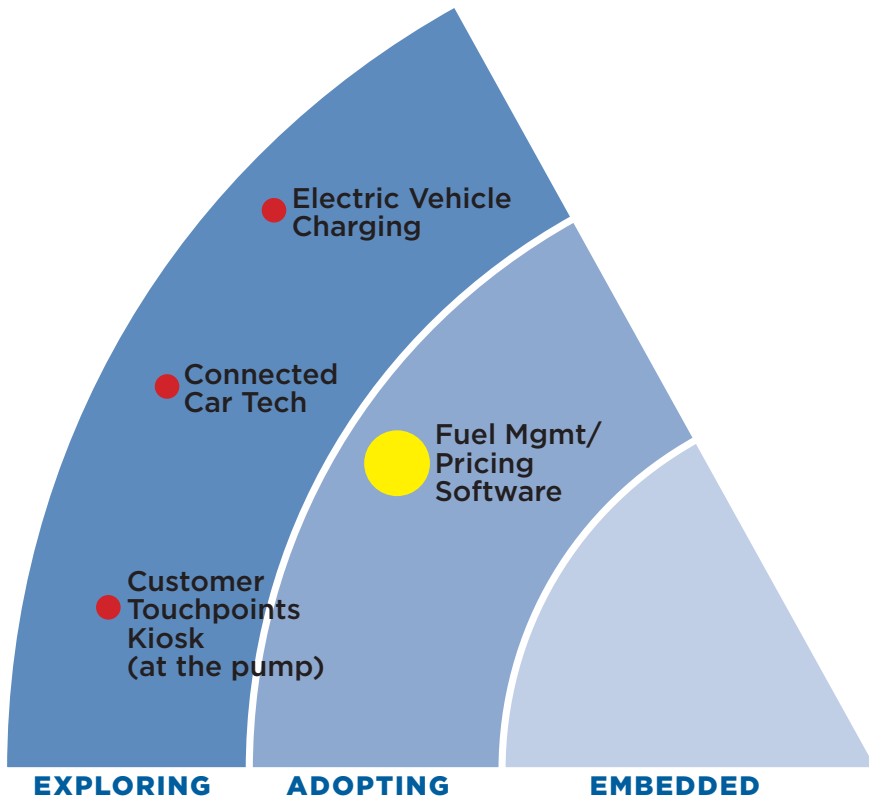 Electric Vehicle
Charging
Connected
Car Tech
Fuel Mgmt/
Pricing
Software
Customer
Touchpoints
Kiosk
(at the pump)
EXPLORING
ADOPTING
EMBEDDED